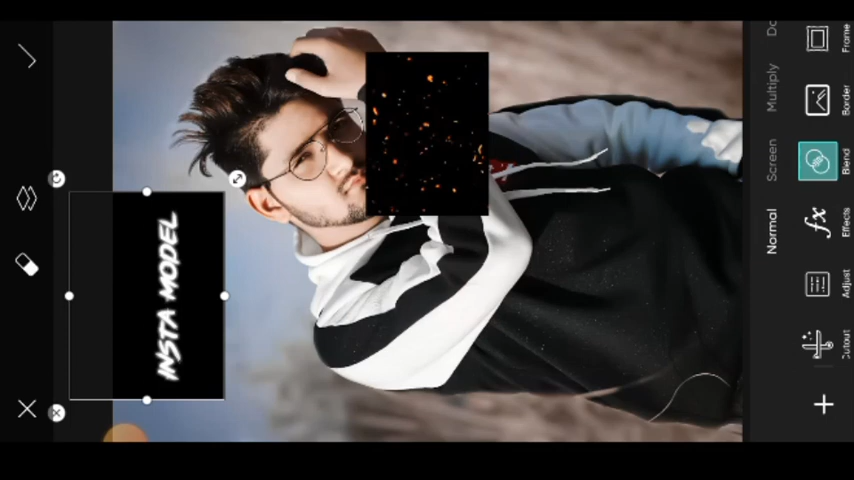 INSTA MODEL
Normal
Screen
Multiply
Cutout
Adjust
Effects
Blend
Border
Frame